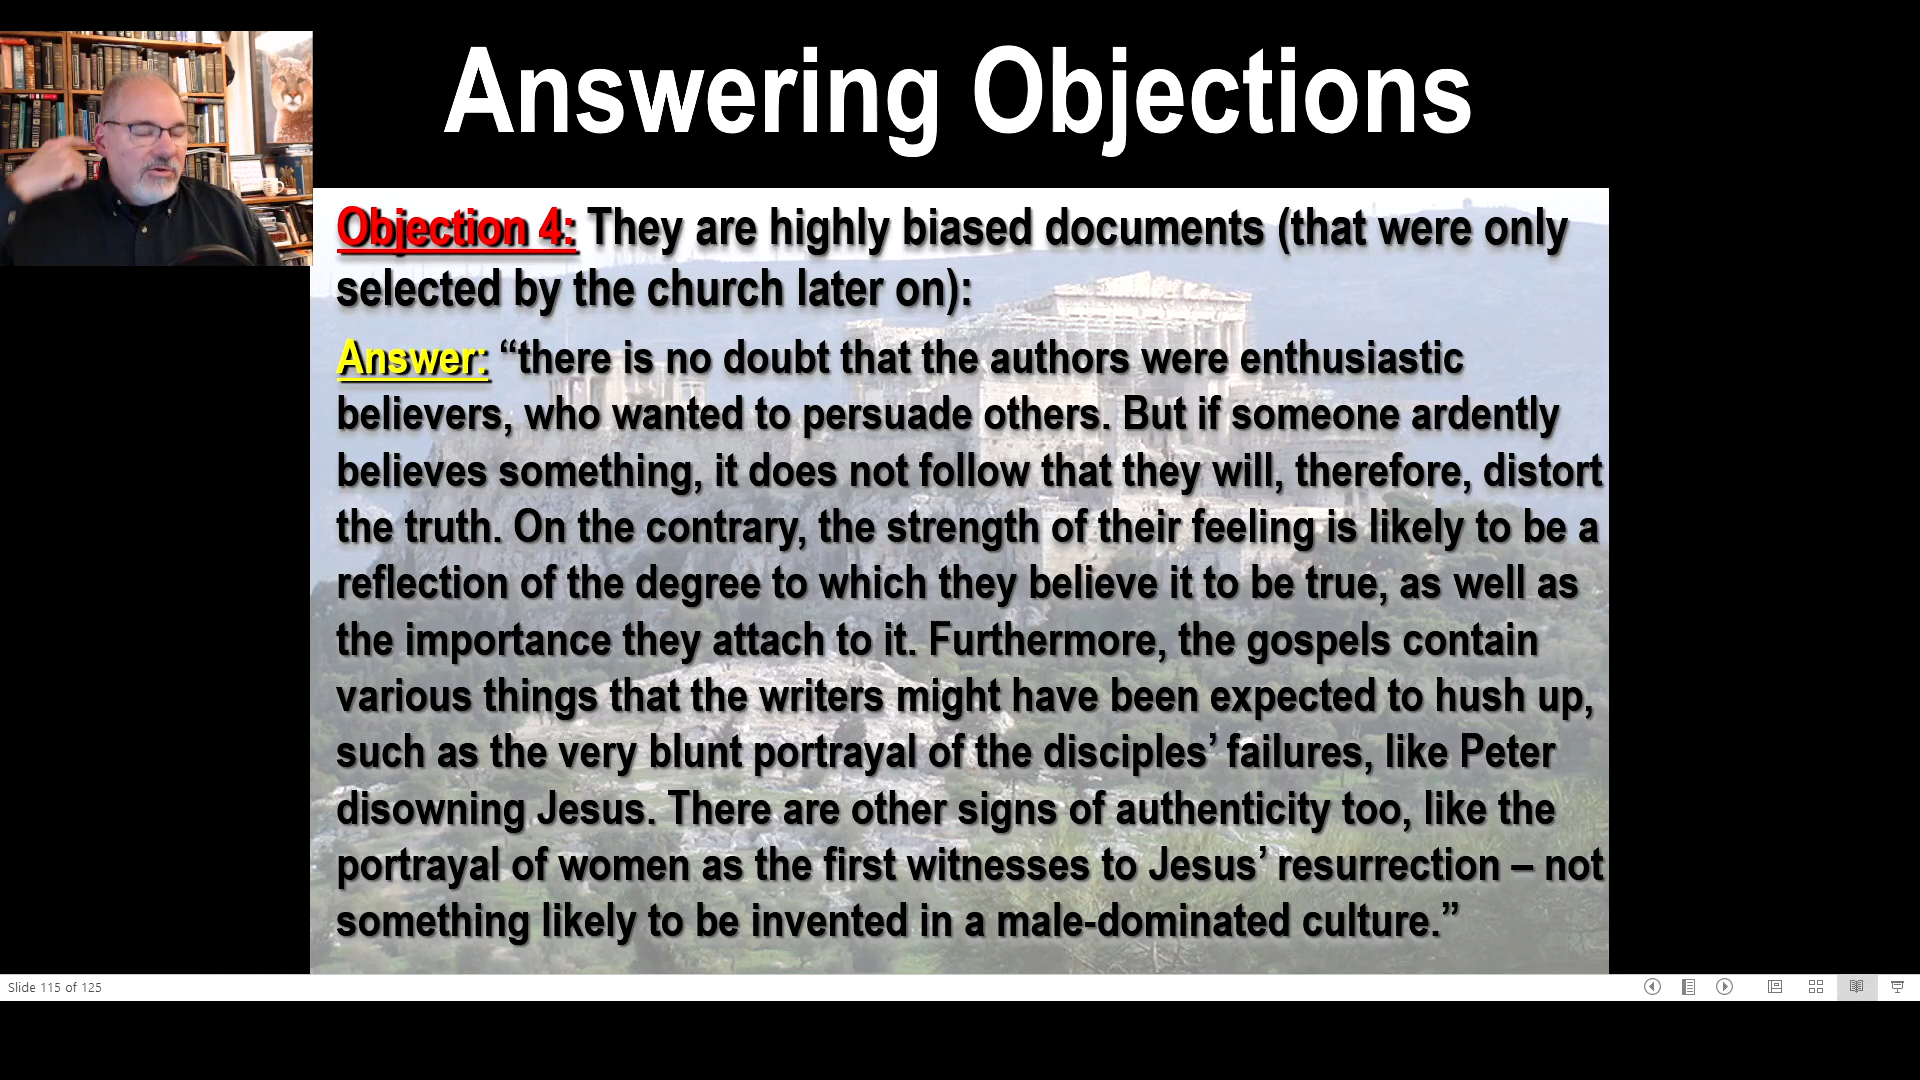 Answering Objections
Objection 4: They are highly biased documents (that were only
selected by the church later on):
Answer: “there is no doubt that the authors were enthusiastic
believers, who wanted to persuade others. But if someone ardently
believes something, it does not follow that they will, therefore, distort
the truth. On the contrary, the strength of their feeling is likely to be a
reflection of the degree to which they believe it to be true, as well as
the importance they attach to it. Furthermore, the gospels contain
various things that the writers might have been expected to hush up,
such as the very blunt portrayal of the disciples’ failures, like Peter
disowning Jesus. There are other signs of authenticity too, like the
portrayal of women as the first witnesses to Jesus’ resurrection – not
something likely to be invented in a male-dominated culture.”
Slide 115 of 125